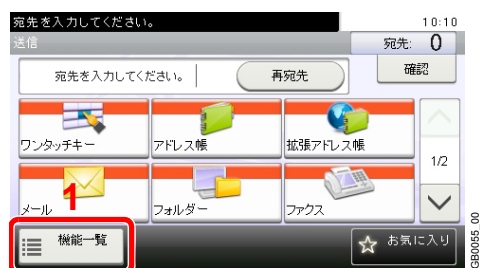 宛先を入力してください。
10:10
送信
宛先: 0
宛先を入力してください。
再宛先
確認
ワンタッチキー
アドレス帳
拡張アドレス帳
1/2
1
メール
フォルダー
ファクス
機能一覧
お気に入り
GB0055_00